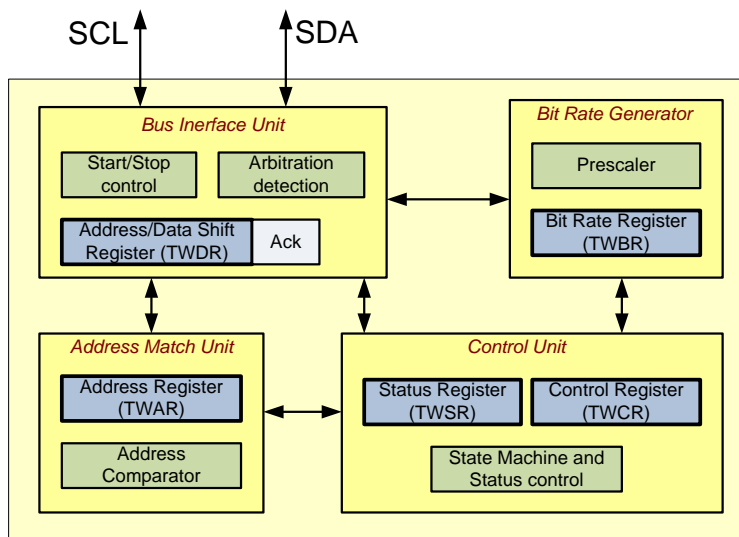 SCL
SDA
Bus Inerface Unit
Start/Stop
control
Arbitration
detection
Address/Data Shift
Register (TWDR)
Ack
Bit Rate Generator
Prescaler
Bit Rate Register
(TWBR)
Address Match Unit
Address Register
(TWAR)
Address
Comparator
Control Unit
Status Register
(TWSR)
Control Register
(TWCR)
State Machine and
Status control